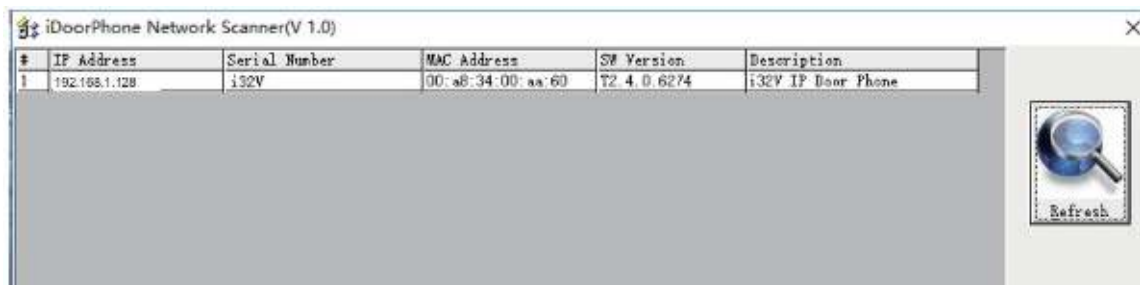 iDoorPhone Network Scanner(V 1.0)
# IP Address Serial Number MAC Address SW Version Description
1 192.168.1.128 i32V 00:a8:34:00:aa:60 T2.4.0.6274 i32V IP Door Phone
Refresh